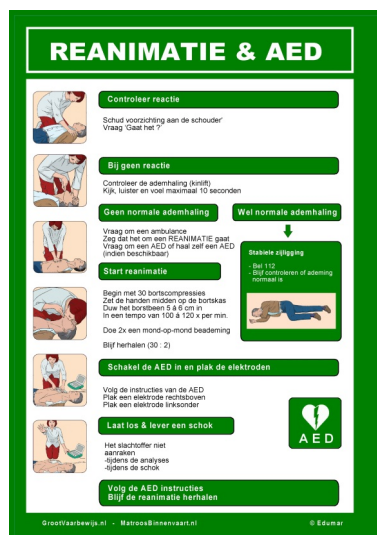 REANIMATIE & AED
Controleer reactie
Schud voorzichting aan de schouder'
Vraag 'Gaat het ?'
Bij geen reactie
Controleer de ademhaling (kinlift)
Kijk, luister en voel maximaal 10 seconden
Geen normale ademhaling
Wel normale ademhaling
Vraag om een ambulance
Zeg dat het om een REANIMATIE gaat
Vraag om een AED of haal zelf een AED
(indien beschikbaar)
Stabiele zijligging
- Bel 112
- Blijf controleren of ademing
normaal is
Start reanimatie
Begin met 30 bortscompressies
Zet de handen midden op de bortskas
Duw het borstbeen 5 à 6 cm in
In een tempo van 100 à 120 x per min.
Doe 2x een mond-op-mond beademing
Blijf herhalen (30 : 2)
Schakel de AED in en plak de elektroden
Volg de instructies van de AED
Plak een elektrode rechtsboven
Plak een elektrode linksonder
Laat los & lever een schok
Het slachtoffer niet
aanraken
-tijdens de analyses
-tijdens de schok
AED
Volg de AED instructies
Blijf de reanimatie herhalen
GrootVaarbewijs.nl - MatroosBinnenvaart.nl
© Edumar